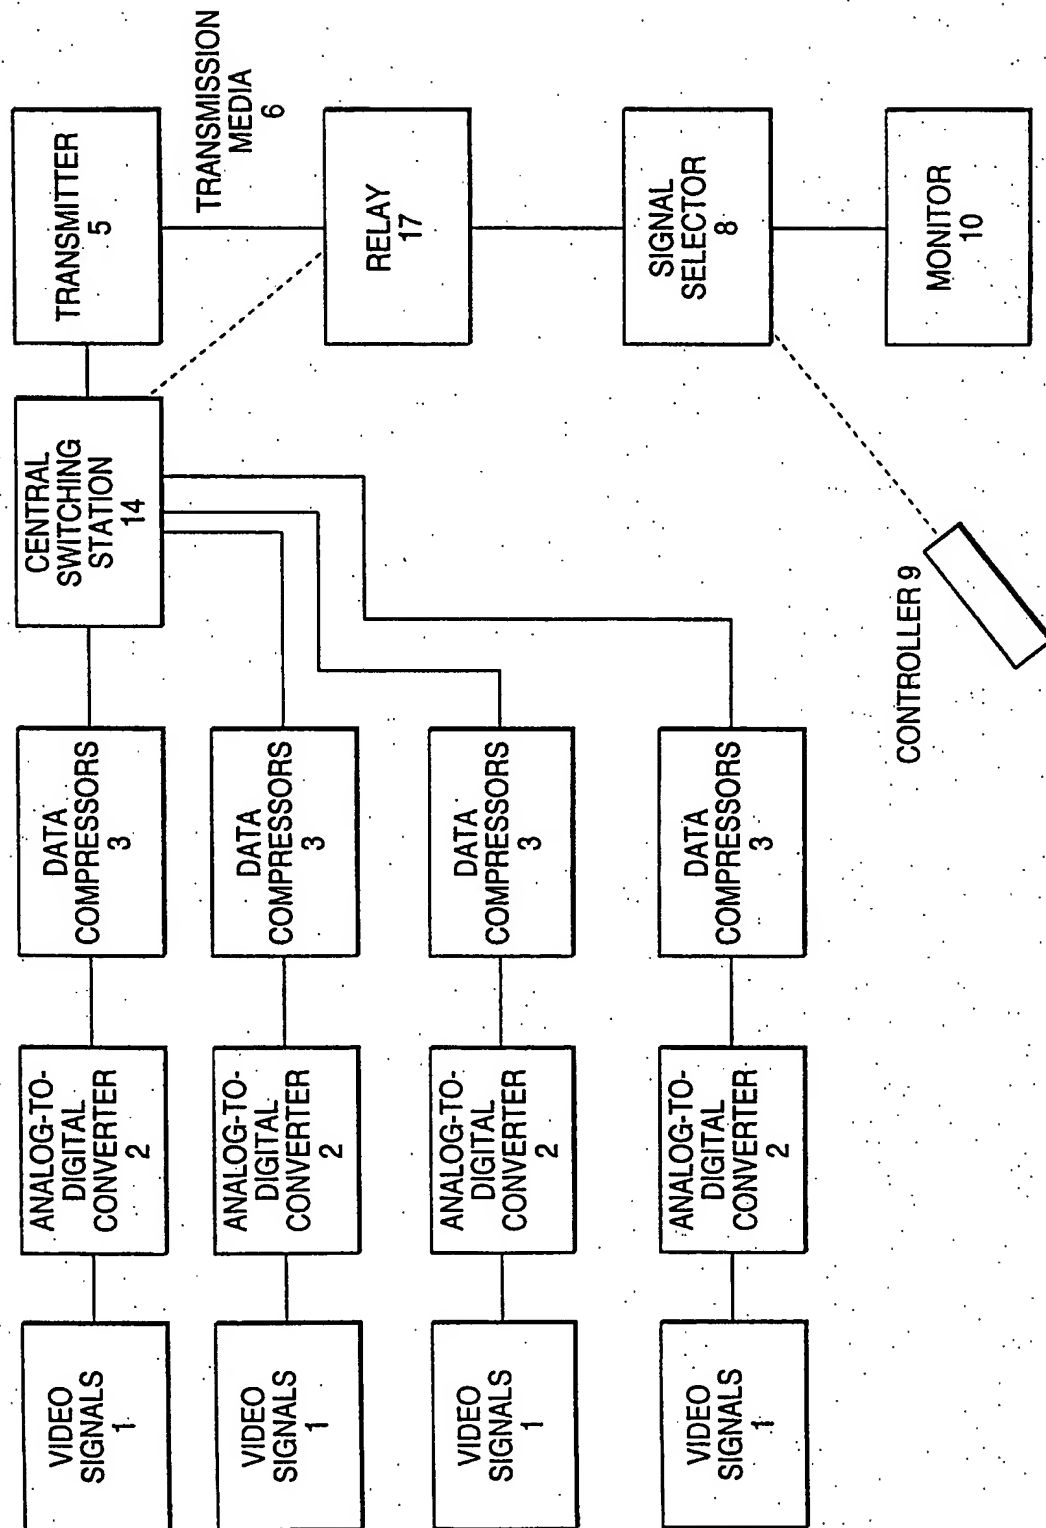 VIDEO
SIGNALS
1
ANALOG-TO-
DIGITAL
CONVERTER
2
DATA
COMPRESSORS
3
CENTRAL
SWITCHING
STATION
14
TRANSMITTER
5
VIDEO
SIGNALS
1
ANALOG-TO-
DIGITAL
CONVERTER
2
DATA
COMPRESSORS
3
TRANSMISSION
MEDIA
6
VIDEO
SIGNALS
1
ANALOG-TO-
DIGITAL
CONVERTER
2
DATA
COMPRESSORS
3
RELAY
17
VIDEO
SIGNALS
1
ANALOG-TO-
DIGITAL
CONVERTER
2
DATA
COMPRESSORS
3
SIGNAL
SELECTOR
8
CONTROLLER 9
MONITOR
10